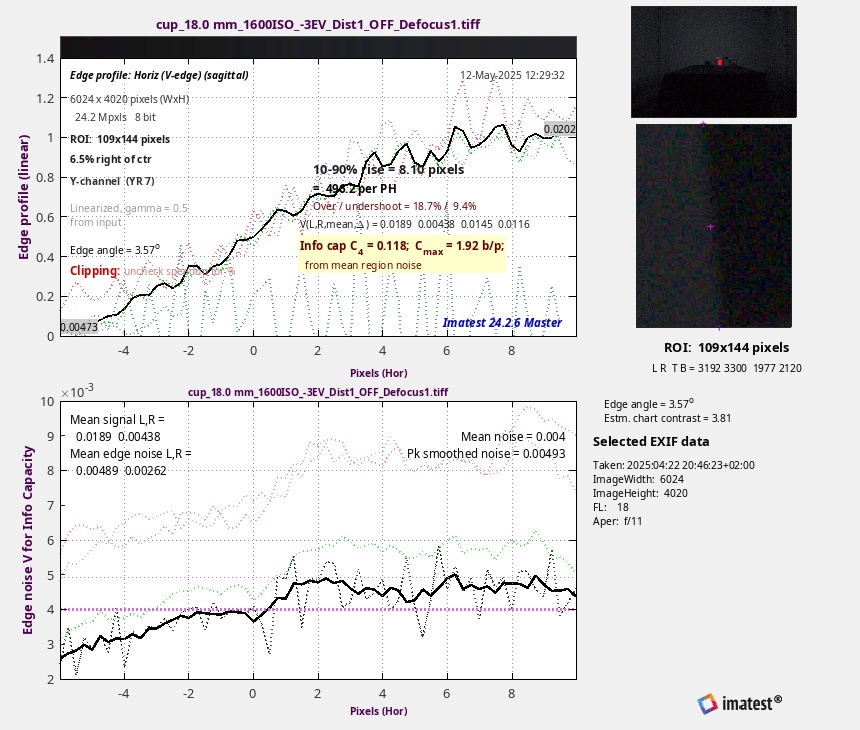 cup_18.0 mm_1600ISO_-3EV_Dist1_OFF_Defocus1.tiff
Edge profile: Horiz (V-edge) (sagittal)
12-May-2025 12:29:32
6024 x 4020 pixels (WxH)
24.2 Mpxls 8 bit
ROI: 109x144 pixels
6.5% right of ctr
Y-channel (YR 7)
Linearized, gamma = 0.5
from input
Edge angle = 3.57o
Clipping:
0.0202
10-90% rise = 8.10 pixels
= 496.2 per PH
Over / undershoot = 18.7% / 9.4%
V(L,R,mean,Δ) = 0.0189 0.00438 0.0145 0.0116
Info cap C4 = 0.118; Cmax = 1.92 b/p;
from mean region noise
0.00473
Imatest 24.2.6 Master
Edge profile (linear)
1.4
1.2
1
0.8
0.6
0.4
0.2
0
-4 -2 0 2 4 6 8
Pixels (Hor)
cup_18.0 mm_1600ISO_-3EV_Dist1_OFF_Defocus1.tiff
×10-3
Mean signal L,R =
0.0189 0.00438
Mean edge noise L,R =
0.00489 0.00262
Mean noise = 0.004
Pk smoothed noise = 0.00493
Edge noise V for Info Capacity
10
9
8
7
6
5
4
3
2
-4 -2 0 2 4 6 8
Pixels (Hor)
ROI: 109x144 pixels
L R T B = 3192 3300 1977 2120
Edge angle = 3.57o
Estm. chart contrast = 3.81
Selected EXIF data
Taken: 2025:04:22 20:46:23+02:00
ImageWidth: 6024
ImageHeight: 4020
FL: 18
Aper: f/11
imatest®